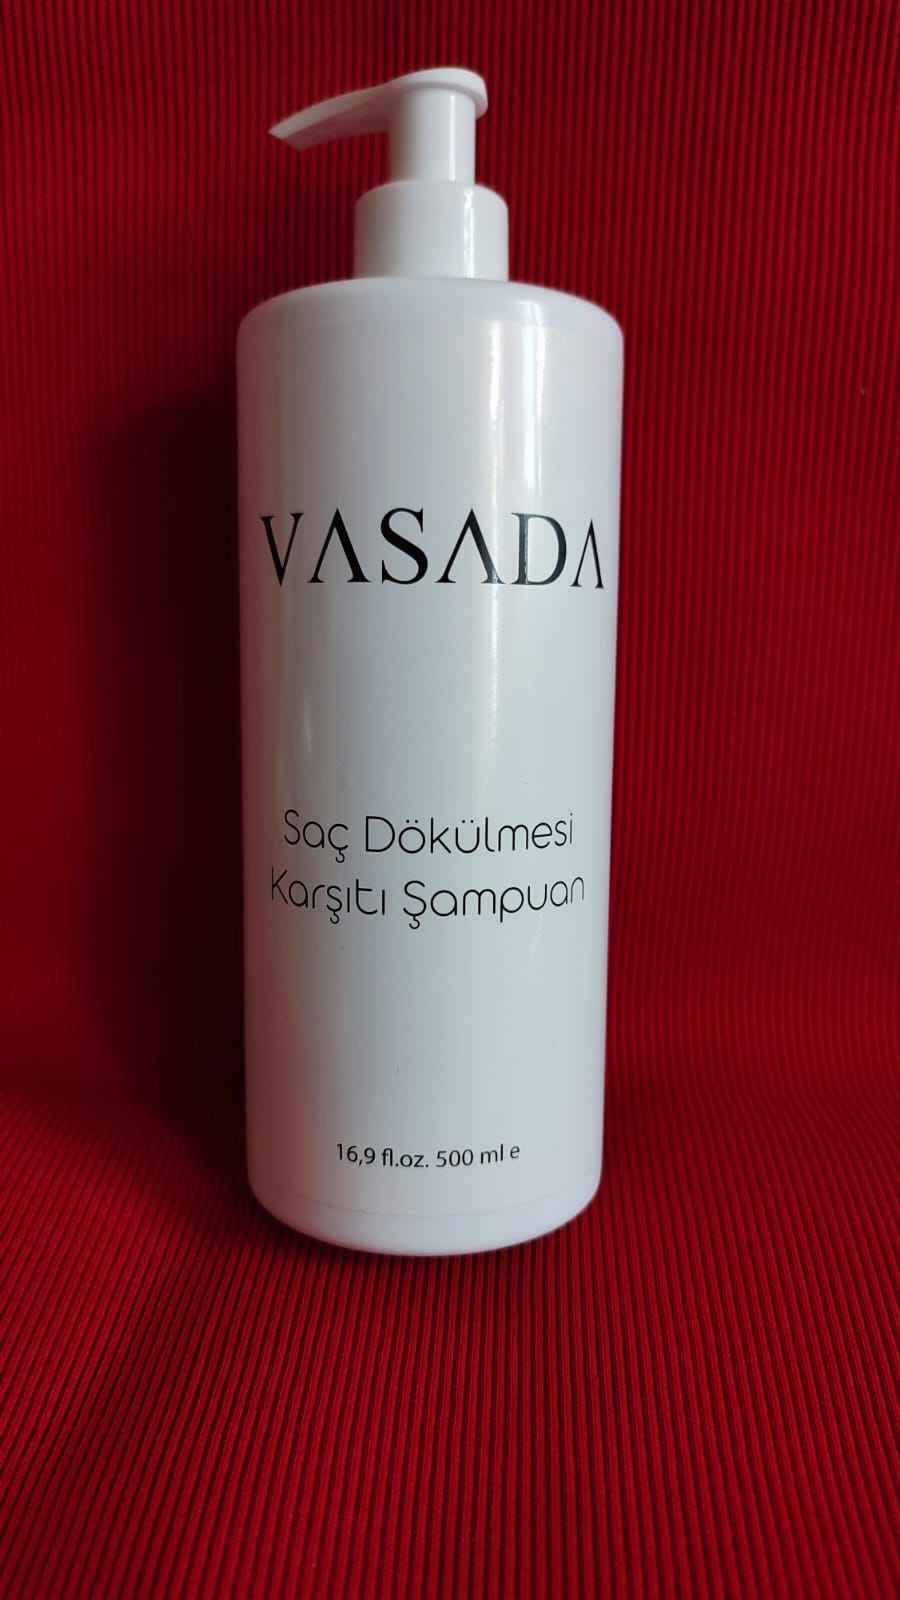 VASADA
Saç Dökülmesi
Karşıtı Şampuan
16,9 fl.oz. 500 ml e